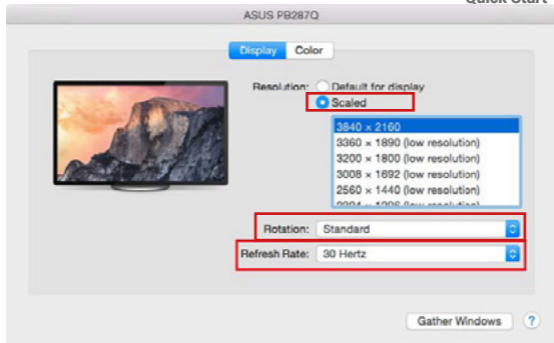 Quick Start
ASUS PB287Q
Display Color
Resolution: Default for display
Scaled
3840 × 2160
3360 × 1890 (low resolution)
3200 × 1800 (low resolution)
3008 × 1692 (low resolution)
2560 × 1440 (low resolution)
Rotation: Standard
Refresh Rate: 30 Hertz
Gather Windows ?